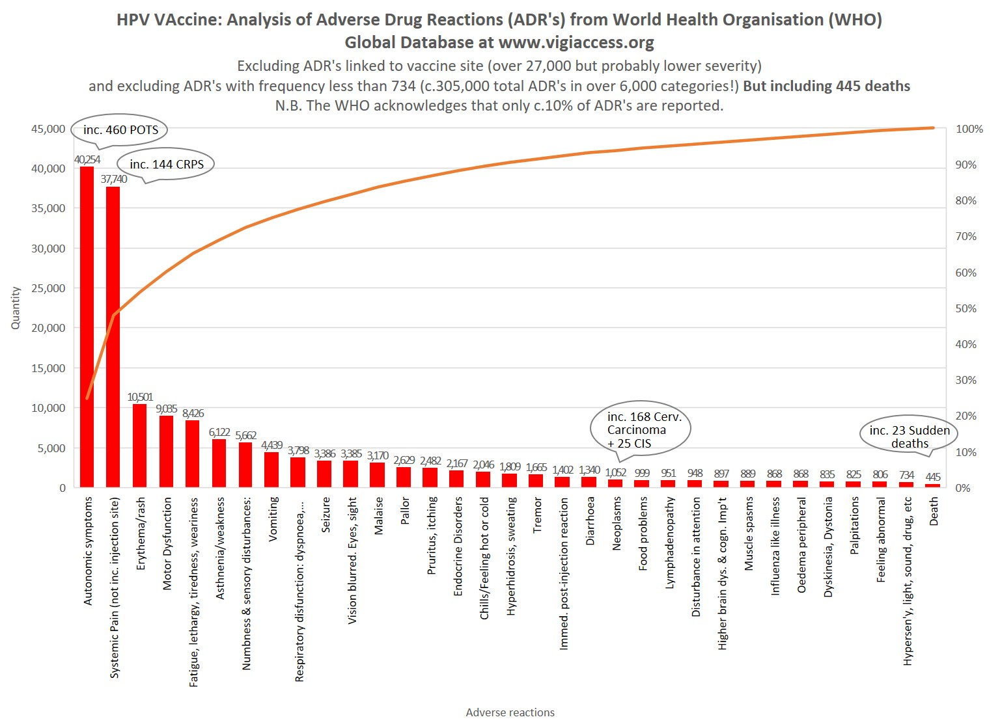 HPV VAccine: Analysis of Adverse Drug Reactions (ADR's) from World Health Organisation (WHO)
Global Database at www.vigiaccess.org
Excluding ADR's linked to vaccine site (over 27,000 but probably lower severity)
and excluding ADR's with frequency less than 734 (c.305,000 total ADR's in over 6,000 categories!) But including 445 deaths
N.B. The WHO acknowledges that only c.10% of ADR's are reported.
inc. 460 POTS
inc. 144 CRPS
inc. 168 Cerv.
Carcinoma
+ 25 CIS
inc. 23 Sudden
deaths
Quantity
45,000
40,000
35,000
30,000
25,000
20,000
15,000
10,000
5,000
0
100%
90%
80%
70%
60%
50%
40%
30%
20%
10%
0%
40,254
37,740
10,501
9,035
8,426
6,122
5,662
4,439
3,798
3,386
3,385
3,170
2,629
2,482
2,167
2,046
1,809
1,665
1,402
1,340
1,052
999
951
948
897
889
868
868
835
825
806
734
445
Autonomic symptoms
Systemic Pain (not inc. injection site)
Erythema/rash
Motor Dysfunction
Fatigue, lethargy, tiredness, weariness
Asthnenia/weakness
Numbness & sensory disturbances:
Vomiting
Respiratory disfunction: dyspnoea,...
Seizure
Vision blurred. Eyes, sight
Malaise
Pallor
Pruritus, itching
Endocrine Disorders
Chills/Feeling hot or cold
Hyperhidrosis, sweating
Tremor
Immed. post-injection reaction
Diarrhoea
Neoplasms
Food problems
Lymphadenopathy
Disturbance in attention
Higher brain dys. & cogn. Imp't
Muscle spasms
Influenza like illness
Oedema peripheral
Dyskinesia, Dystonia
Palpitations
Feeling abnormal
Hypersen'y, light, sound, drug, etc
Death
Adverse reactions